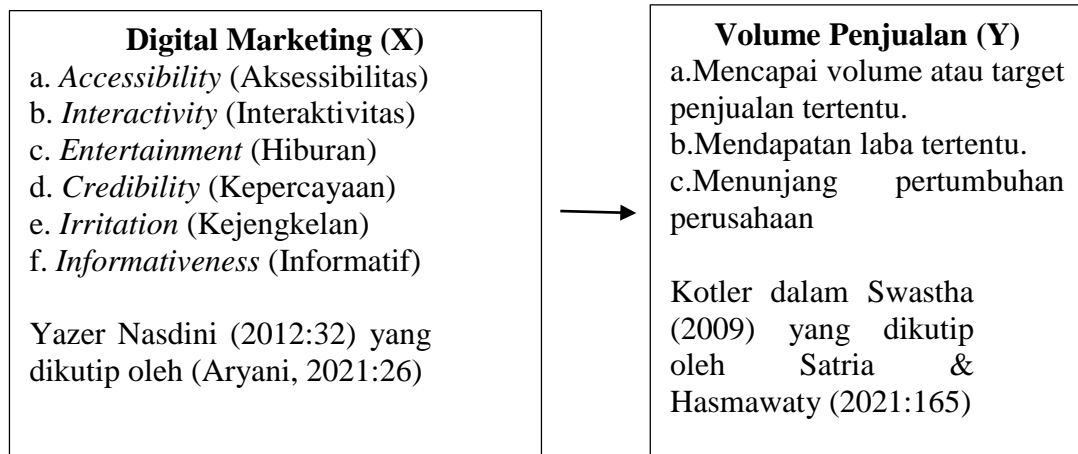 Digital Marketing (X)
a. Accessibility (Aksessibilitas)
b. Interactivity (Interaktivitas)
c. Entertainment (Hiburan)
d. Credibility (Kepercayaan)
e. Irritation (Kejengkelan)
f. Informativeness (Informatif)
Yazer Nasdini (2012:32) yang
dikutip oleh (Aryani, 2021:26)
Volume Penjualan (Y)
a.Mencapai volume atau target
penjualan tertentu.
b.Mendapatan laba tertentu.
c.Menunjang pertumbuhan
perusahaan
Kotler dalam Swastha
(2009) yang dikutip
oleh Satria &
Hasmawaty (2021:165)